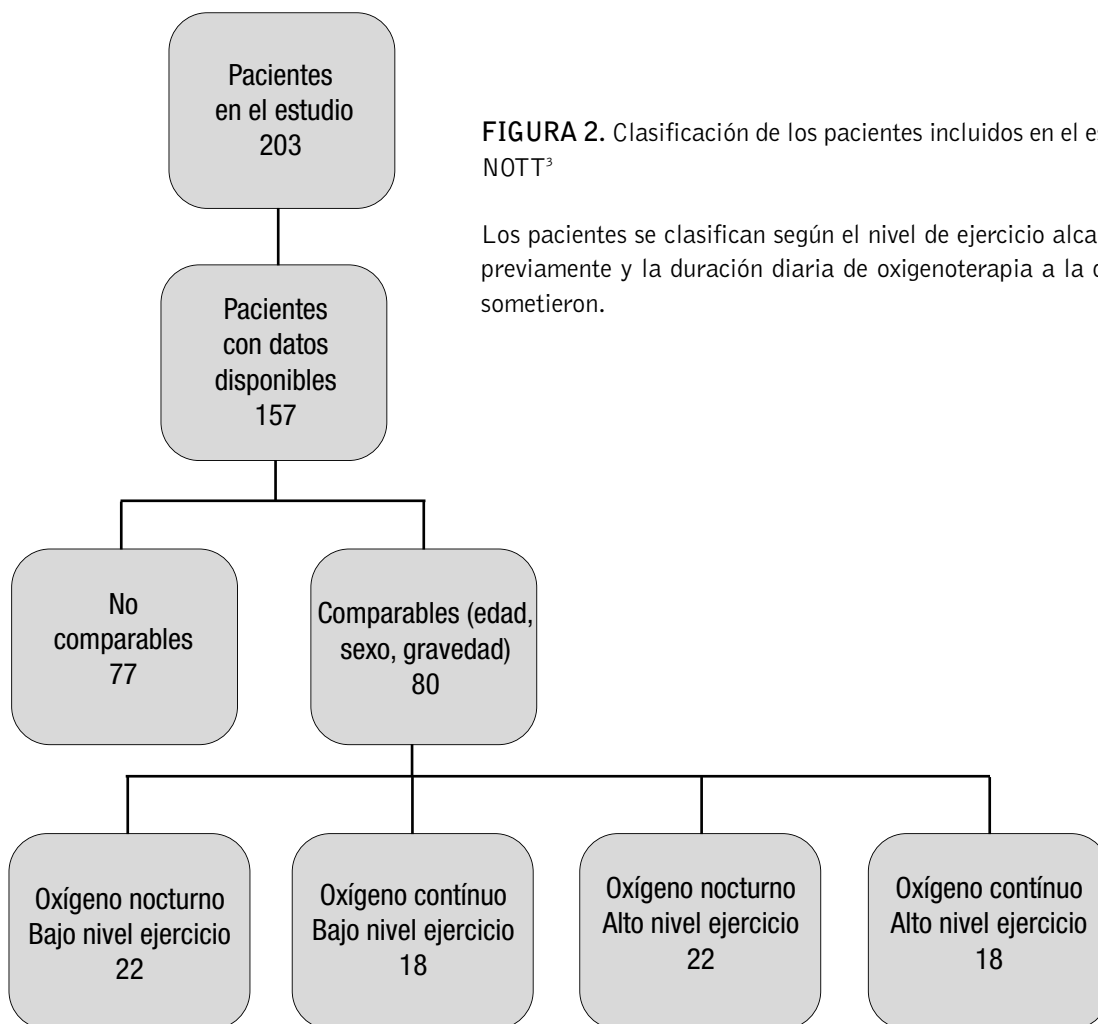 Pacientes
en el estudio
203
FIGURA 2. Clasificación de los pacientes incluidos en el
NOTT³
Los pacientes se clasifican según el nivel de ejercicio
previamente y la duración diaria de oxigenoterapia a la
sometieron.
Pacientes
con datos
disponibles
157
No
comparables
77
Comparables (edad,
sexo, gravedad)
80
Oxígeno nocturno
Bajo nivel ejercicio
22
Oxígeno contínuo
Bajo nivel ejercicio
18
Oxígeno nocturno
Alto nivel ejercicio
22
Oxígeno contínuo
Alto nivel ejercicio
18